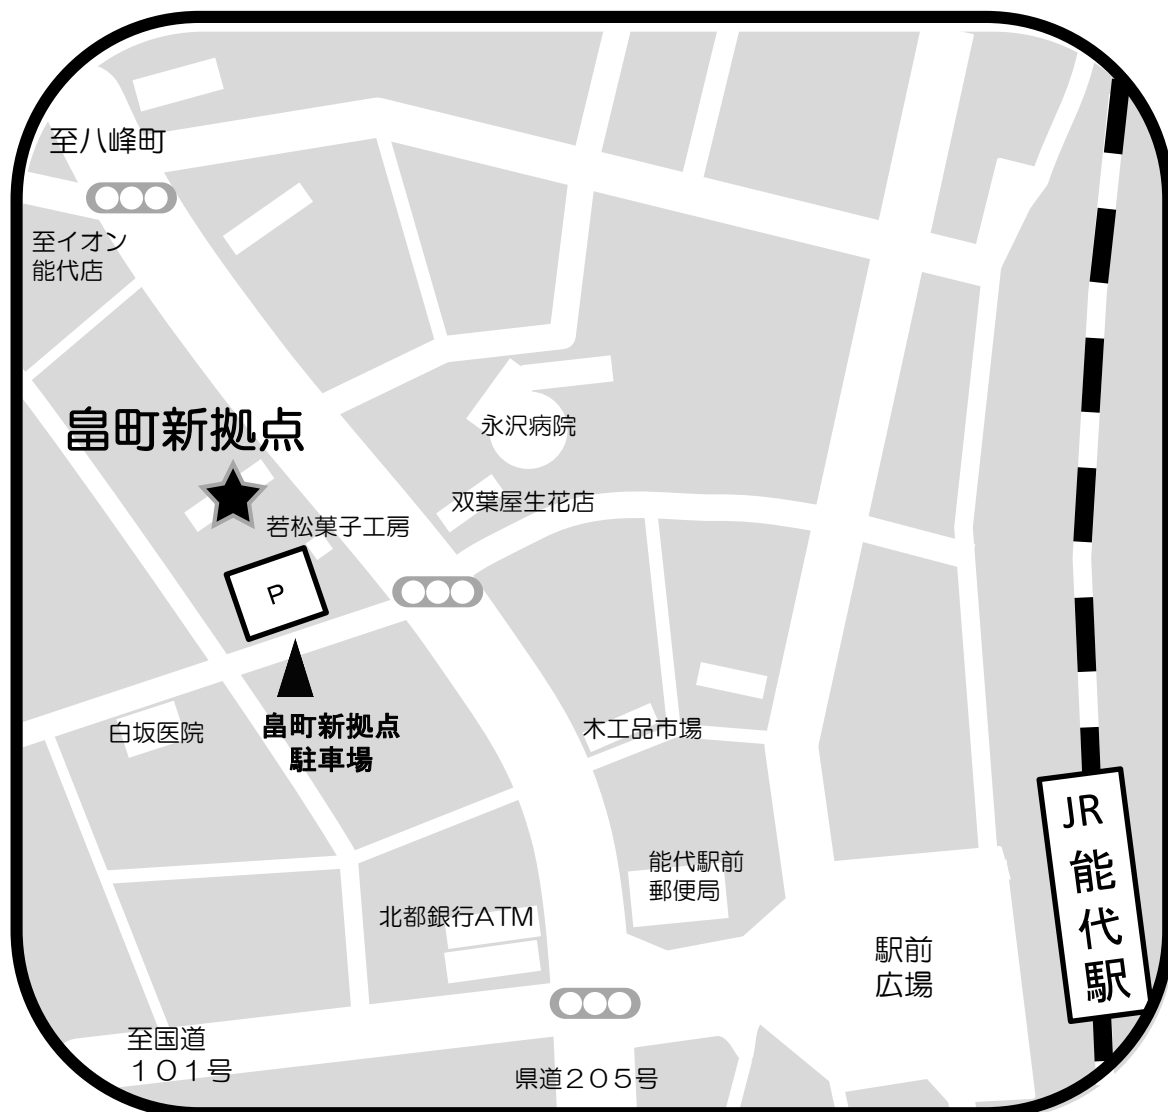 至八峰町
至イオン
能代店
畠町新拠点
永沢病院
双葉屋生花店
若松菓子工房
P
白坂医院
畠町新拠点
駐車場
木工品市場
能代駅前
郵便局
北都銀行ATM
駅前
広場
JR
能
代
駅
至国道
１０１号
県道２０５号